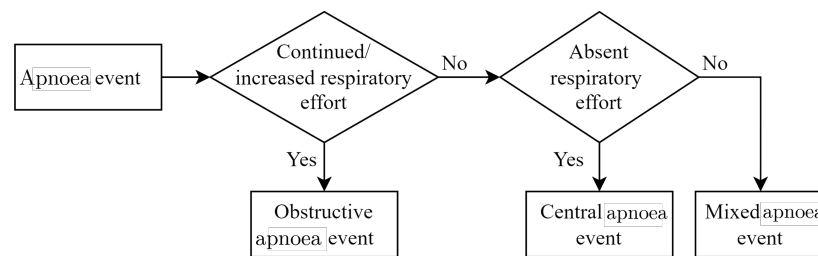 Apnoea event
Continued/
increased respiratory
effort
No
Absent
respiratory
effort
No
Yes
Yes
Obstructive
apnoea event
Central apnoea
event
Mixed apnoea
event